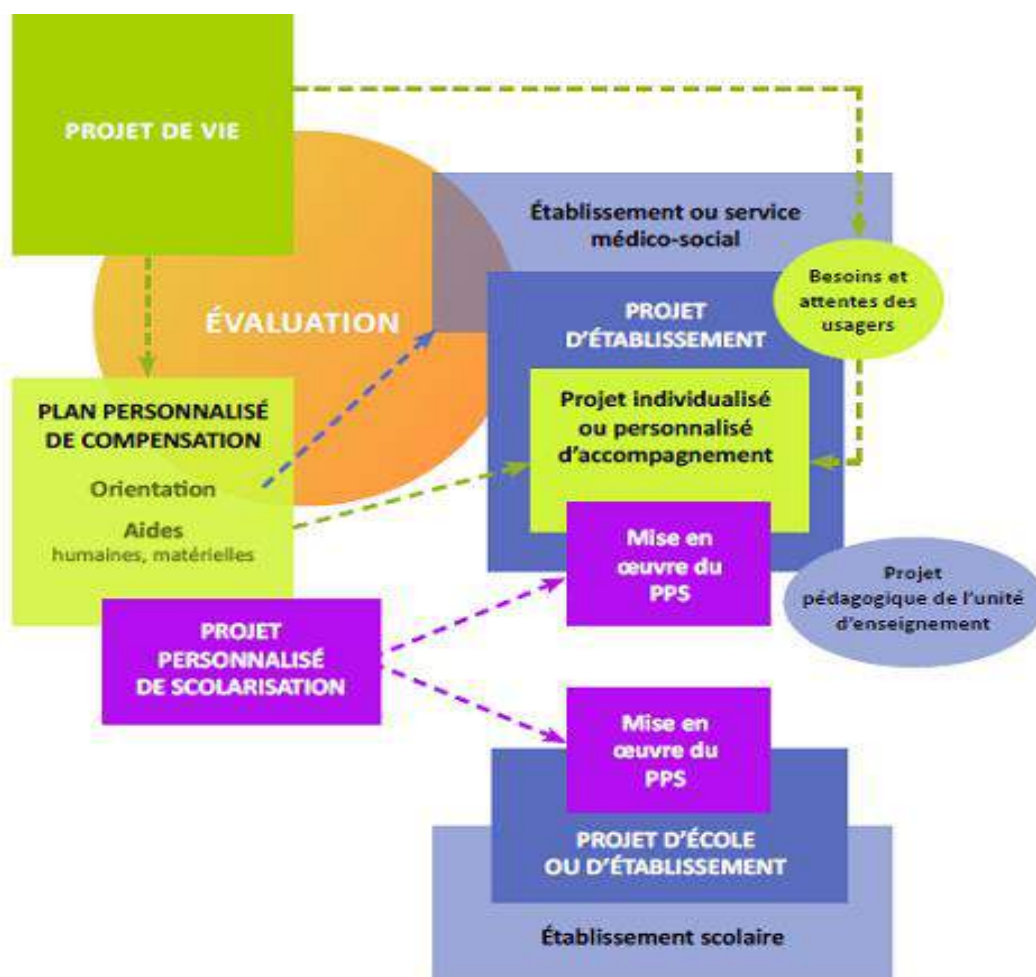 PROJET DE VIE
Établissement ou service
médico-social
Besoins et
attentes des
usagers
ÉVALUATION
PROJET
D'ÉTABLISSEMENT
PLAN PERSONNALISÉ
DE COMPENSATION
Orientation
Aides
humaines, matérielles
Projet individualisé
ou personnalisé
d'accompagnement
Mise en
œuvre du
PPS
Projet
pédagogique de l'unité
d'enseignement
PROJET
PERSONNALISÉ
DE SCOLARISATION
Mise en
œuvre du
PPS
PROJET D'ÉCOLE
OU D'ÉTABLISSEMENT
Établissement scolaire